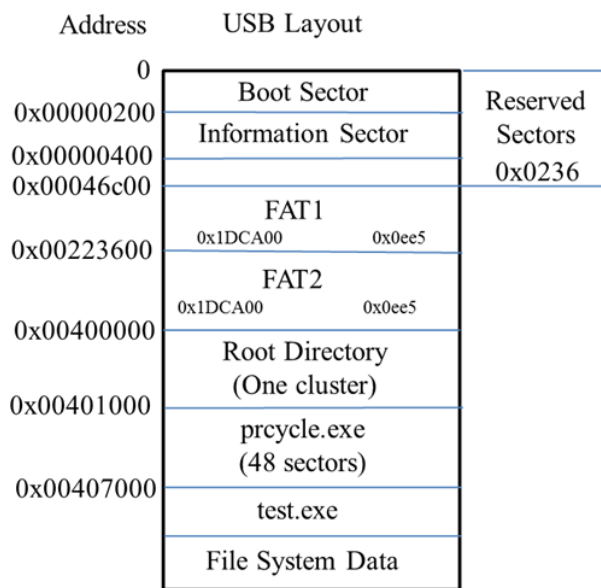 Address USB Layout
0
Boot Sector
0x00000200
Information Sector
0x00000400
0x00046c00
Reserved
Sectors
0x0236
FAT1
0x1DCA00 0x0ee5
0x00223600
FAT2
0x1DCA00 0x0ee5
0x00400000
Root Directory
(One cluster)
0x00401000
prcycle.exe
(48 sectors)
0x00407000
test.exe
File System Data